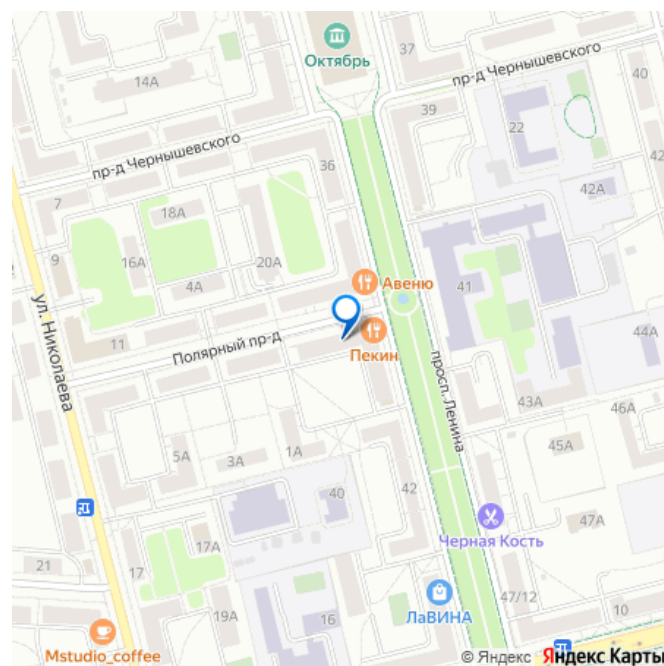 Октябрь
37
пр-д Чернышевского
14А
40
39
пр-д Чернышевского
22
36
42
42А
7
18А
9
16А
20А
4А
Авеню
41
ул. Николаева
11
Полярный пр-д
Пекин
просп. Ленина
44А
43А
46А
5А
3А
1А
45А
40
42
47А
Черная Кость
17А
21
17
19А
16
ЛаВИНА
47/12
10
Mstudio_coffee
© Яндекс Яндекс Карты